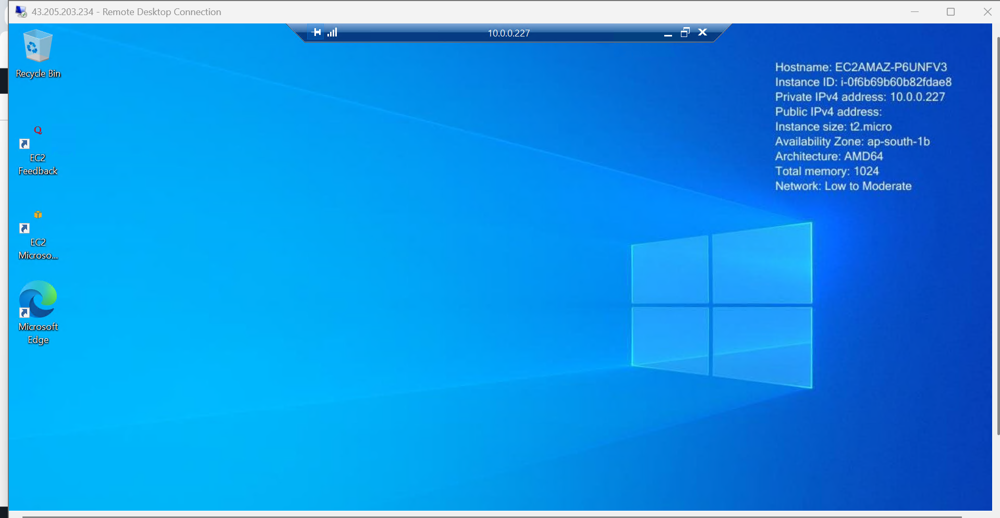 43.205.203.234 - Remote Desktop Connection
10.0.0.227
Recycle Bin
Hostname: EC2AMAZ-P6UNFV3
Instance ID: i-0f6b69b60b82fdae8
Private IPv4 address: 10.0.0.227
Public IPv4 address:
Instance size: t2.micro
Availability Zone: ap-south-1b
Architecture: AMD64
Total memory: 1024
Network: Low to Moderate
Q
EC2
Feedback
EC2
Microso...
Microsoft
Edge